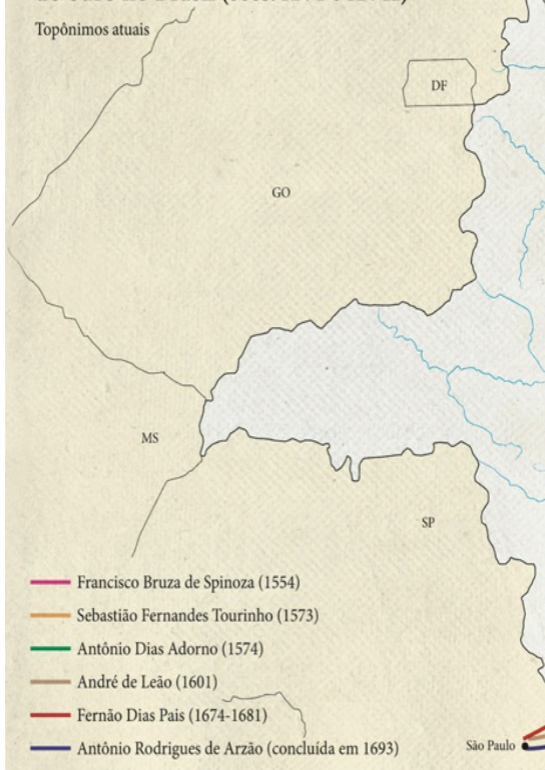 Topônimos atuais
DF
GO
MS
SP
Francisco Bruza de Spinoza (1554)
Sebastião Fernandes Tourinho (1573)
Antônio Dias Adorno (1574)
André de Leão (1601)
Fernão Dias Pais (1674-1681)
Antônio Rodrigues de Arzão (concluída em 1693)
São Paulo